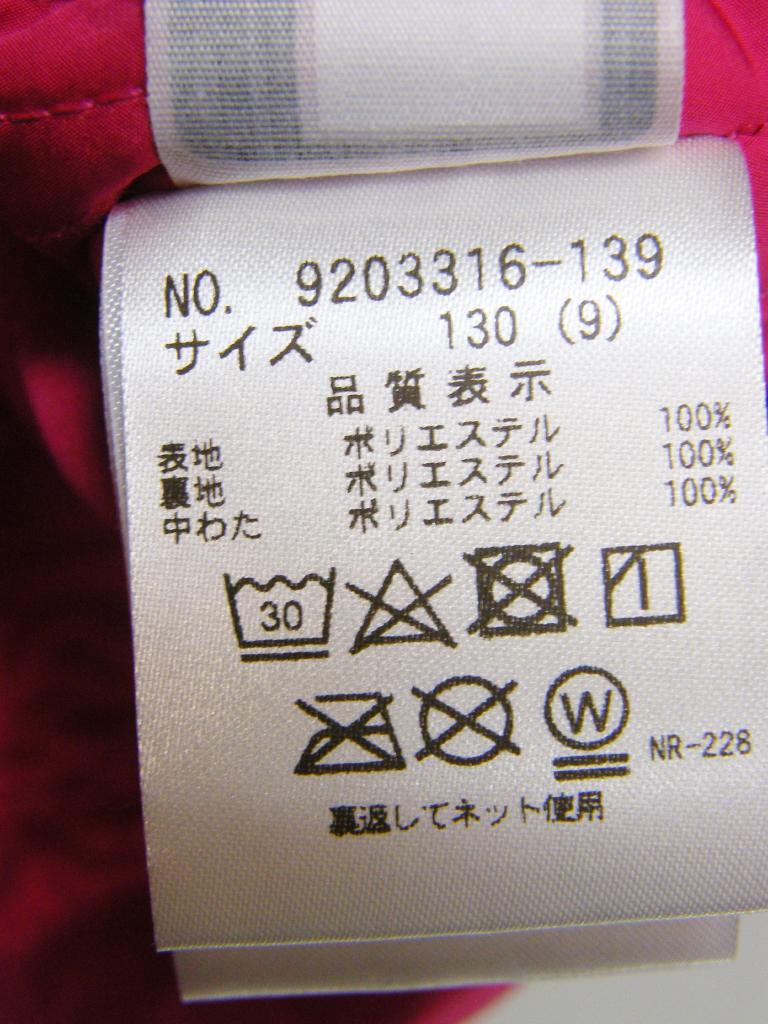 NO. 9203316-139
サイズ 130 (9)
品質表示
表地 ポリエステル 100%
裏地 ポリエステル 100%
中わた ポリエステル 100%
30
W NR-228
裏返してネット使用